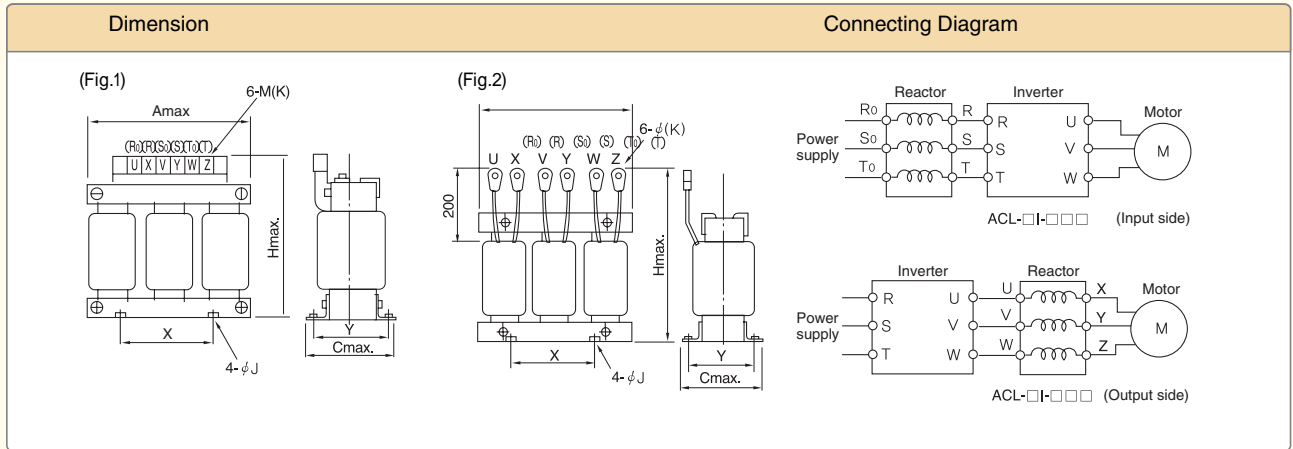 Dimension
Connecting Diagram
(Fig.1)
6-M(K)
Amax
(R0)(R)(S0)(S)(T0)(T)
U X V Y W Z
Hmax.
X
4-φJ
Y
Cmax.
(Fig.2)
6-φ(K)
(R0) (R) (S0) (S) (T0) (T)
U X V Y W Z
200
Hmax.
X
4-φJ
Y
Cmax.
Reactor
Inverter
Motor
Power supply
R0 R R U
S0 S S V M
T0 T T W
ACL-□I-□□□ (Input side)
Inverter
Reactor
Motor
Power supply
R U U X
S V V Y M
T W W Z
ACL-□I-□□□ (Output side)